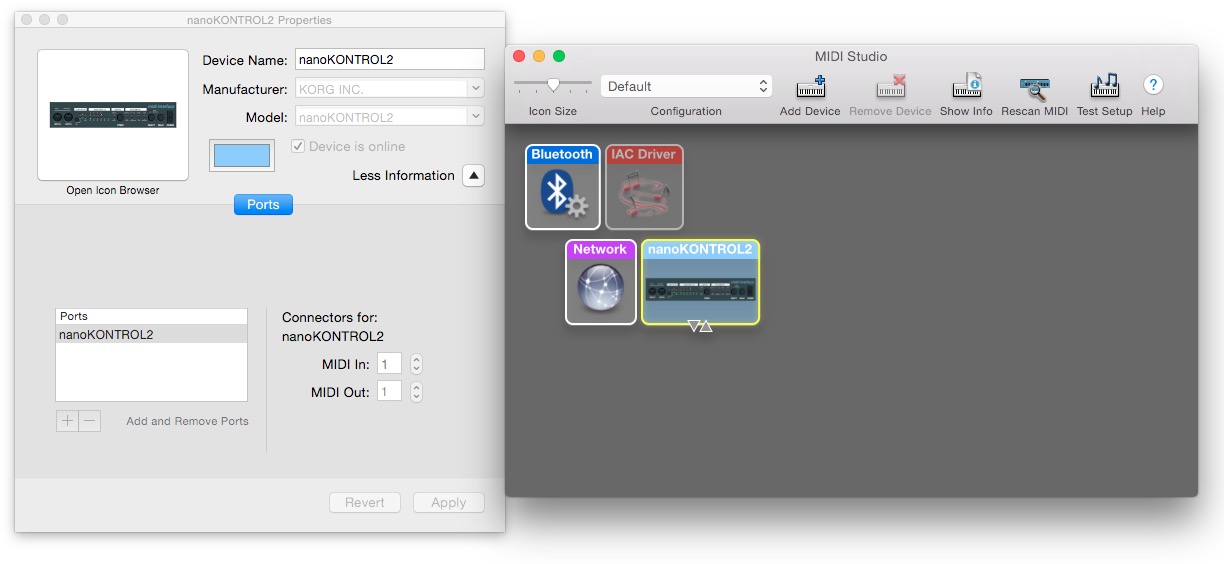 nanoKONTROL2 Properties
Device Name: nanoKONTROL2
Manufacturer: KORG INC.
Model: nanoKONTROL2
Device is online
Less Information
Open Icon Browser
Ports
Ports
nanoKONTROL2
Connectors for:
nanoKONTROL2
MIDI In: 1
MIDI Out: 1
Add and Remove Ports
Revert
Apply
MIDI Studio
Default
Icon Size
Configuration
Add Device
Remove Device
Show Info
Rescan MIDI
Test Setup
?
Help
Bluetooth
IAC Driver
Network
nanoKONTROL2